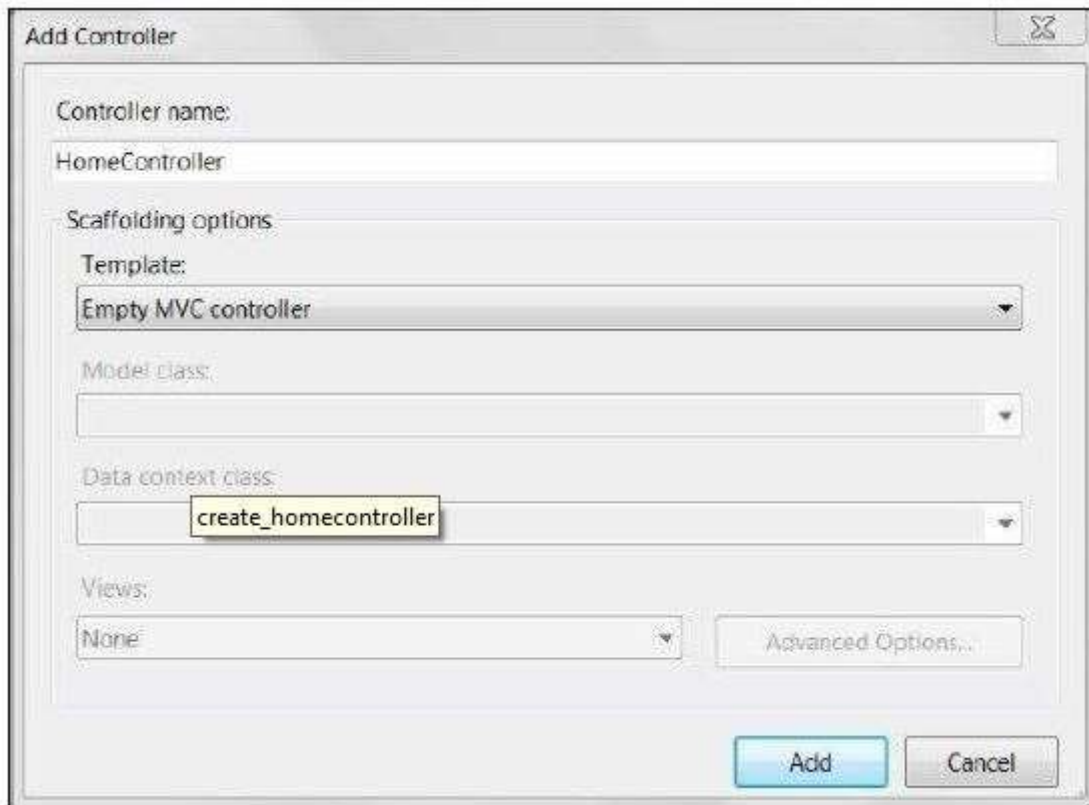 Add Controller
Controller name:
HomeController
Scaffolding options
Template:
Empty MVC controller
Model class:
Data context class:
create_homecontroller
Views:
None
Advanced Options...
Add
Cancel